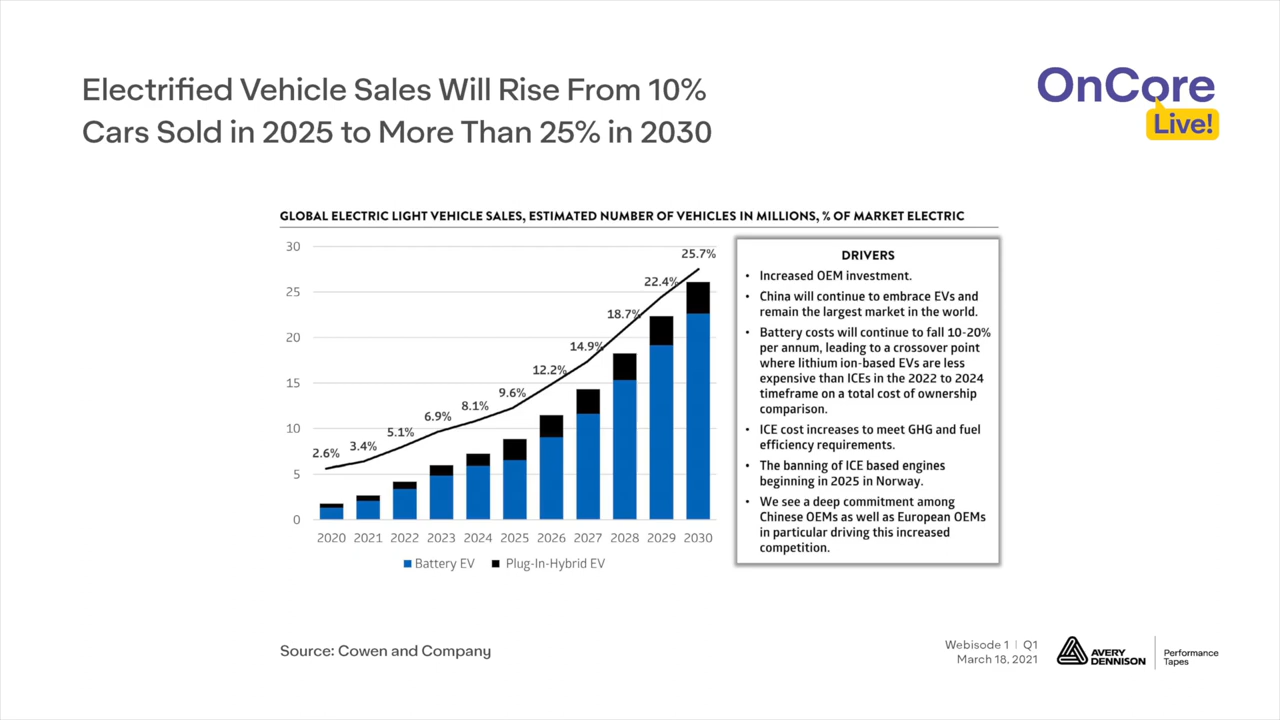 Electrified Vehicle Sales Will Rise From 10%
Cars Sold in 2025 to More Than 25% in 2030
OnCore
Live!
GLOBAL ELECTRIC LIGHT VEHICLE SALES, ESTIMATED NUMBER OF VEHICLES IN MILLIONS, % OF MARKET ELECTRIC
30
25
20
15
10
5
0
2.6%
3.4%
5.1%
6.9%
8.1%
9.6%
12.2%
14.9%
18.7%
22.4%
25.7%
2020 2021 2022 2023 2024 2025 2026 2027 2028 2029 2030
Battery EV Plug-In-Hybrid EV
DRIVERS
• Increased OEM investment.
• China will continue to embrace EVs and
remain the largest market in the world.
• Battery costs will continue to fall 10-20%
per annum, leading to a crossover point
where lithium ion-based EVs are less
expensive than ICEs in the 2022 to 2024
timeframe on a total cost of ownership
comparison.
• ICE cost increases to meet GHG and fuel
efficiency requirements.
• The banning of ICE based engines
beginning in 2025 in Norway.
• We see a deep commitment among
Chinese OEMs as well as European OEMs
in particular driving this increased
competition.
Source: Cowen and Company
Webisode 1 | Q1
March 18, 2021
AVERY
DENNISON
Performance
Tapes